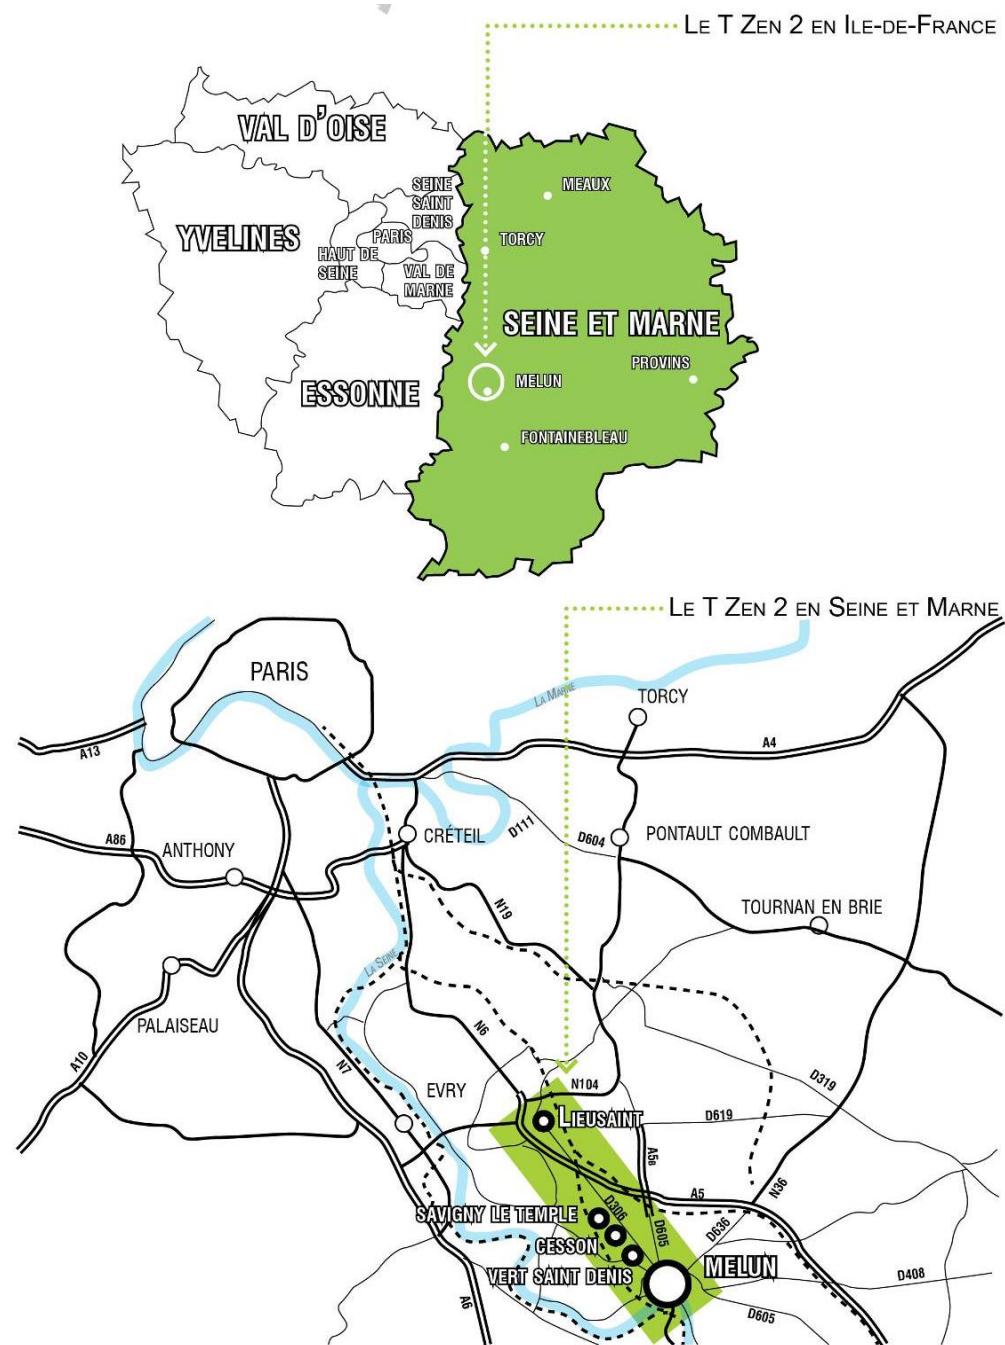 LE T ZEN 2 EN ILE-DE-FRANCE
VAL D'OISE
SEINE
SAINT
DENIS
MEAUX
YVELINES
PARIS
TORCY
HAUT DE
SEINE
VAL DE
MARNE
SEINE ET MARNE
PROVINS
ESSONNE
MELUN
FONTAINEBLEAU
LE T ZEN 2 EN SEINE ET MARNE
PARIS
LA MARNE
TORCY
A13
A4
A86
ANTHONY
CRÉTEIL
D111
D604
PONTAULT COMBAULT
N19
TOURNAN EN BRIE
LA SEINE
PALAISEAU
N6
A10
N7
EVRY
N104
D319
LIEUSAINT
D619
A5B
A5
N36
SAVIGNY LE TEMPLE
D306
D605
D636
CESSON
VERT SAINT DENIS
MELUN
D408
A6
D605